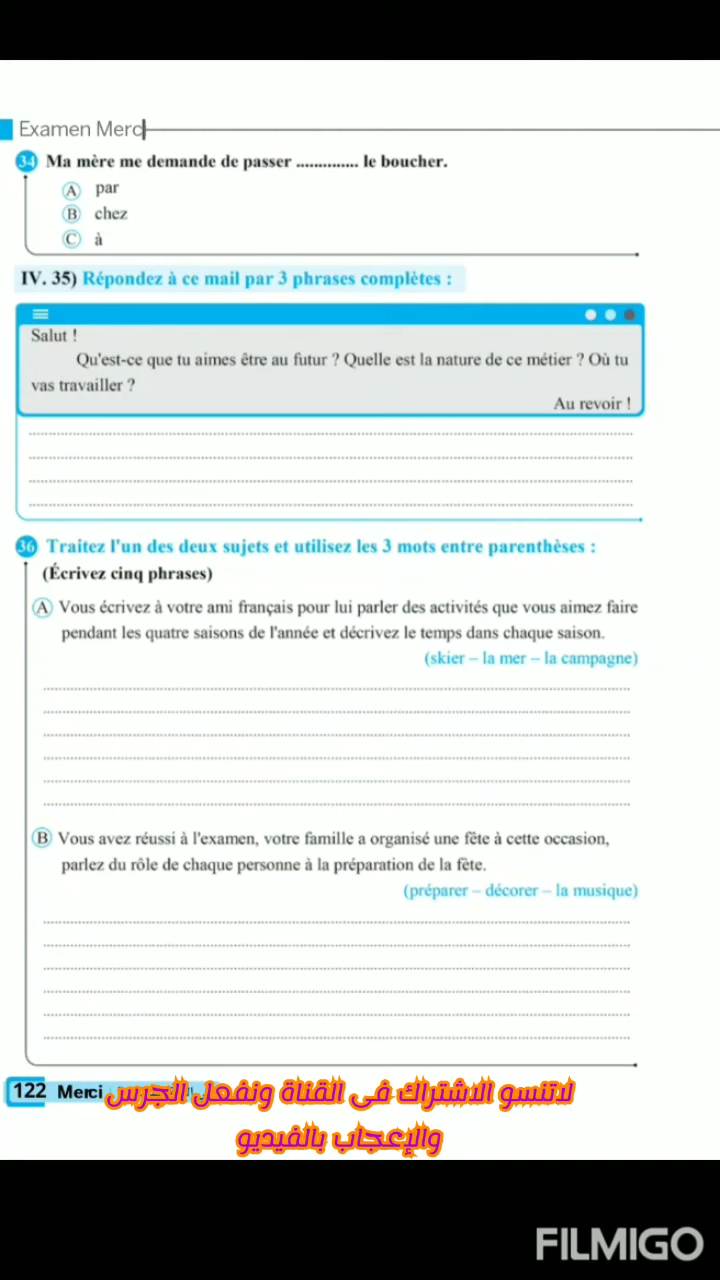 Examen Merci
34 Ma mère me demande de passer .............. le boucher.
A par
B chez
C à
IV. 35) Répondez à ce mail par 3 phrases complètes :
Salut !
Qu'est-ce que tu aimes être au futur ? Quelle est la nature de ce métier ? Où tu
vas travailler ?
Au revoir !
36 Traitez l'un des deux sujets et utilisez les 3 mots entre parenthèses :
(Écrivez cinq phrases)
A Vous écrivez à votre ami français pour lui parler des activités que vous aimez faire
pendant les quatre saisons de l'année et décrivez le temps dans chaque saison.
(skier – la mer – la campagne)
B Vous avez réussi à l'examen, votre famille a organisé une fête à cette occasion,
parlez du rôle de chaque personne à la préparation de la fête.
(préparer – décorer – la musique)
122 Merci
لاتنسو الاشتراك فى القناة ونفعل الجرس
والإعجاب بالفيديو
FILMIGO